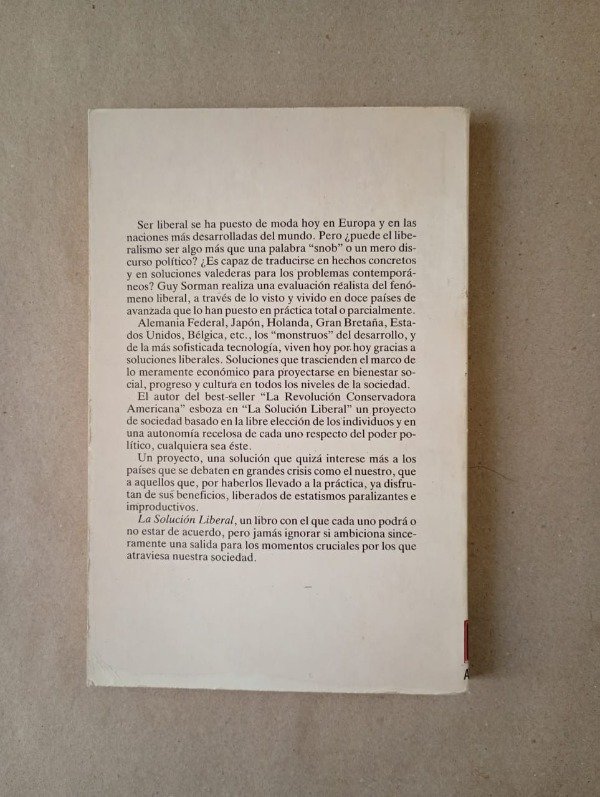 Ser liberal se ha puesto de moda hoy en Europa y en las
naciones más desarrolladas del mundo. Pero ¿puede el libe-
ralismo ser algo más que una palabra “snob” o un mero dis-
curso político? ¿Es capaz de traducirse en hechos concretos
y en soluciones valederas para los problemas contemporá-
neos? Guy Sorman realiza una evaluación realista del fenó-
meno liberal, a través de lo visto y vivido en doce países de
avanzada que lo han puesto en práctica total o parcialmente.
Alemania Federal, Japón, Holanda, Gran Bretaña, Esta-
dos Unidos, Bélgica, etc., los “monstruos” del desarrollo, y
de la más sofisticada tecnología, viven hoy por hoy gracias a
soluciones liberales. Soluciones que trascienden el marco de
lo meramente económico para proyectarse en bienestar so-
cial, progreso y cultura en todos los niveles de la sociedad.
El autor del best-seller “La Revolución Conservadora
Americana” esboza en “La Solución Liberal” un proyecto
de sociedad basado en la libre elección de los individuos y en
una autonomía recelosa de cada uno respecto del poder po-
lítico, cualquiera sea éste.
Un proyecto, una solución que quizá interese más a los
países que se debaten en grandes crisis como el nuestro, que
a aquellos que, por haberlos llevado a la práctica, ya disfru-
tan de sus beneficios, liberados de estatismos paralizantes e
improductivos.
La Solución Liberal, un libro con el que cada uno podrá o
no estar de acuerdo, pero jamás ignorar si ambiciona since-
ramente una salida para los momentos cruciales por los que
atraviesa nuestra sociedad.
A